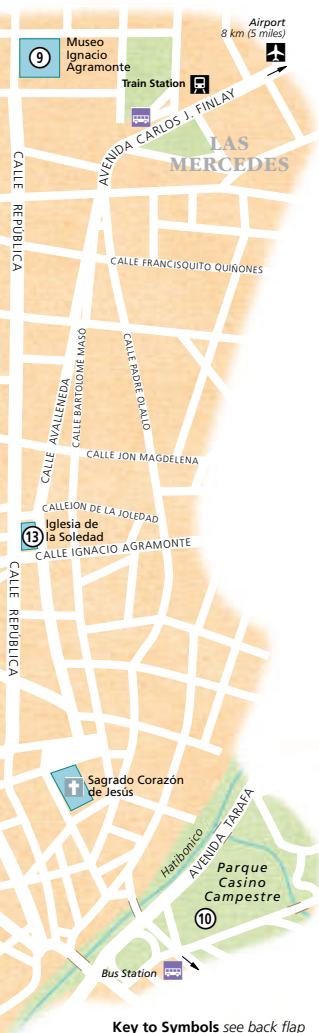 Airport
8 km (5 miles)
9
Museo
Ignacio
Agramonte
Train Station
AVENIDA CARLOS J. FINLAY
LAS
MERCEDES
CALLE REPÚBLICA
CALLE FRANCISQUITO QUIÑONES
CALLE PADRE OLALLO
CALLE BARTOLOMÉ MASÓ
CALLE AVALLENEDA
CALLE JON MAGDELENA
CALLEJON DE LA JOLEDAD
13
Iglesia de
la Soledad
CALLE IGNACIO AGRAMONTE
CALLE REPÚBLICA
Sagrado Corazón
de Jesús
Hatibonico
AVENIDA TARAFA
Parque
Casino
Campestre
10
Bus Station
Key to Symbols see back flap